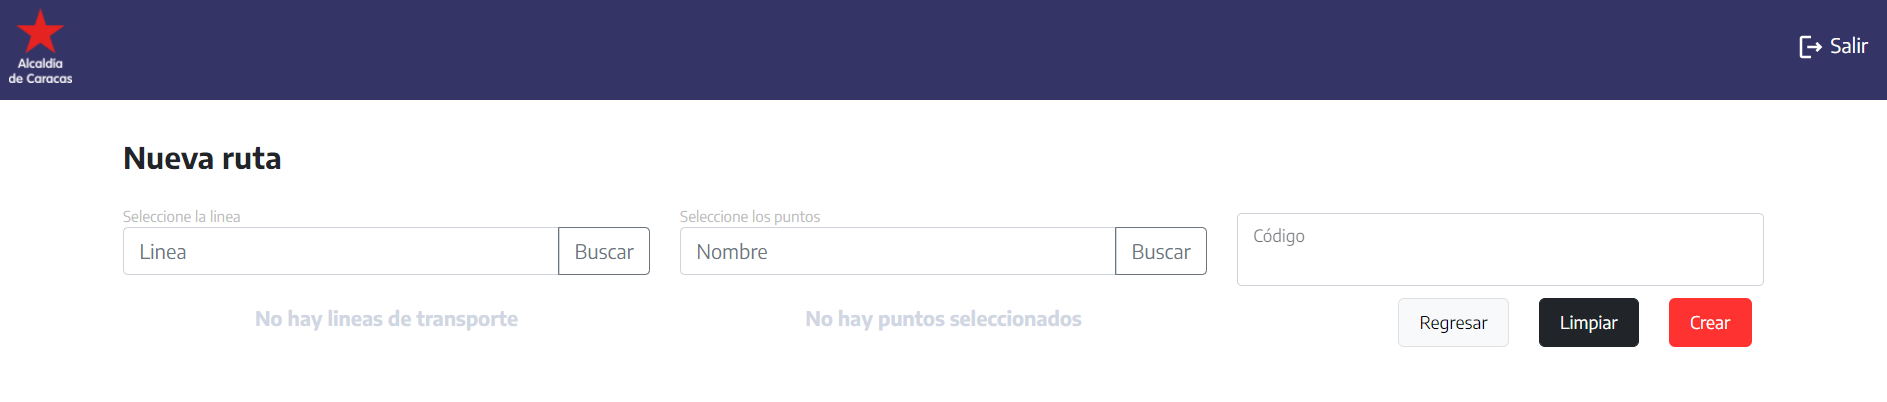 Alcaldía
de Caracas
Salir
Nueva ruta
Seleccione la linea
Linea
Buscar
No hay lineas de transporte
Seleccione los puntos
Nombre
Buscar
No hay puntos seleccionados
Código
Regresar
Limpiar
Crear